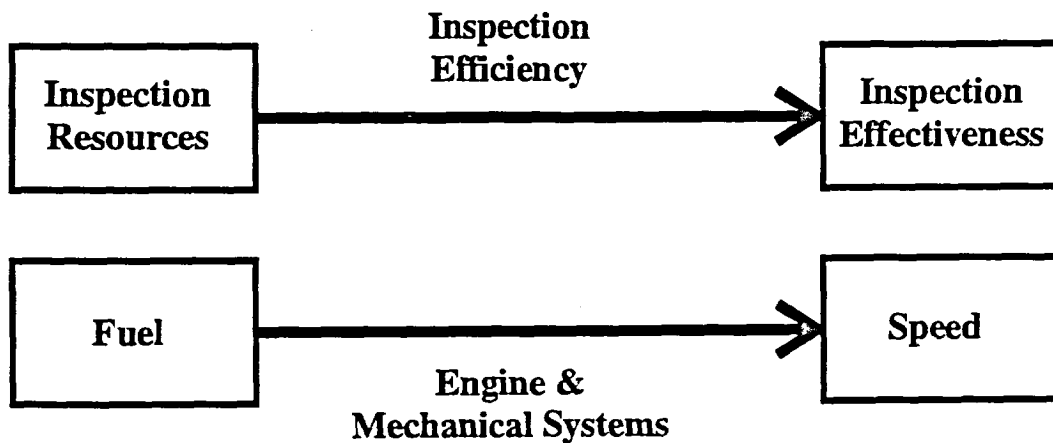 Inspection
Efficiency
Inspection
Resources
Inspection
Effectiveness
Fuel
Speed
Engine &
Mechanical Systems